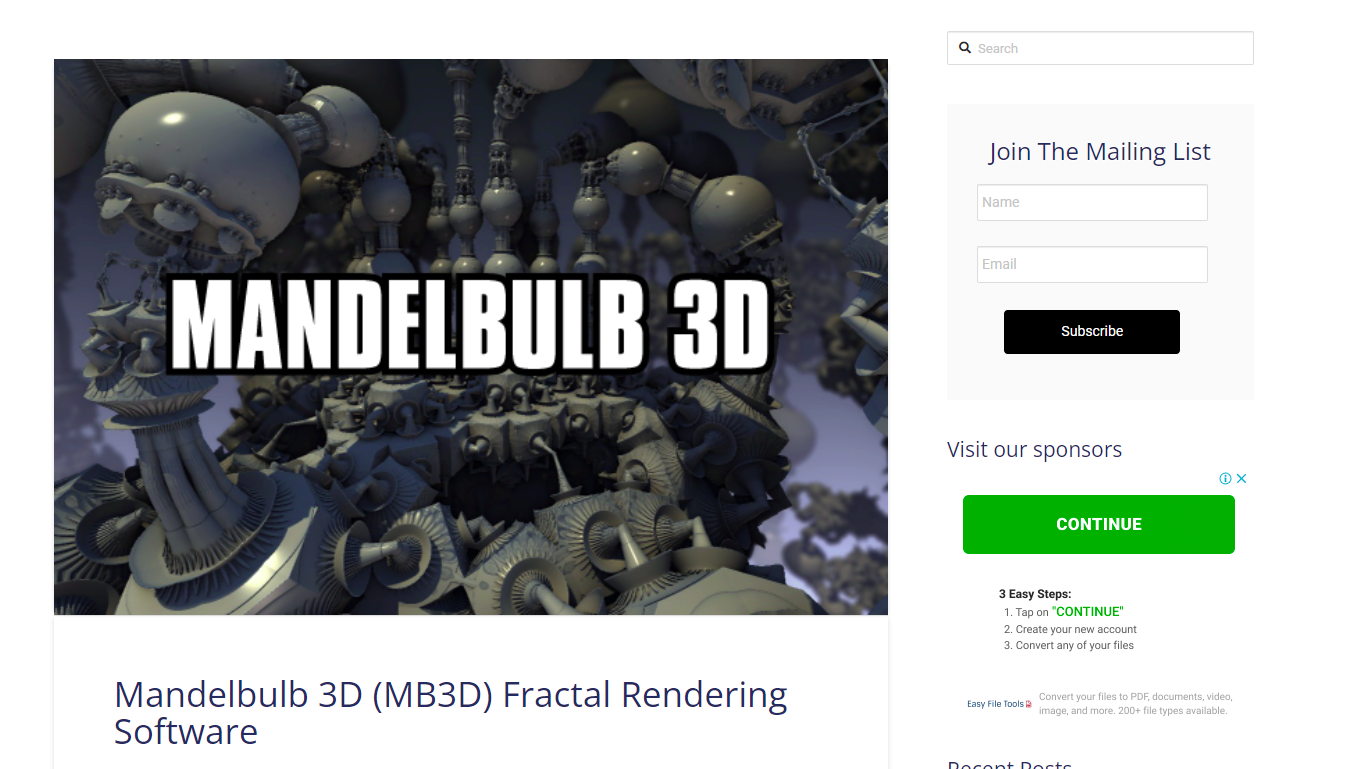 Search
MANDELBULB 3D
Mandelbulb 3D (MB3D) Fractal Rendering
Software
Join The Mailing List
Name
Email
Subscribe
Visit our sponsors
CONTINUE
3 Easy Steps:
1. Tap on "CONTINUE"
2. Create your new account
3. Convert any of your files
Easy File Tools
Convert your files to PDF, documents, video,
image, and more. 200+ file types available.
Recent Posts